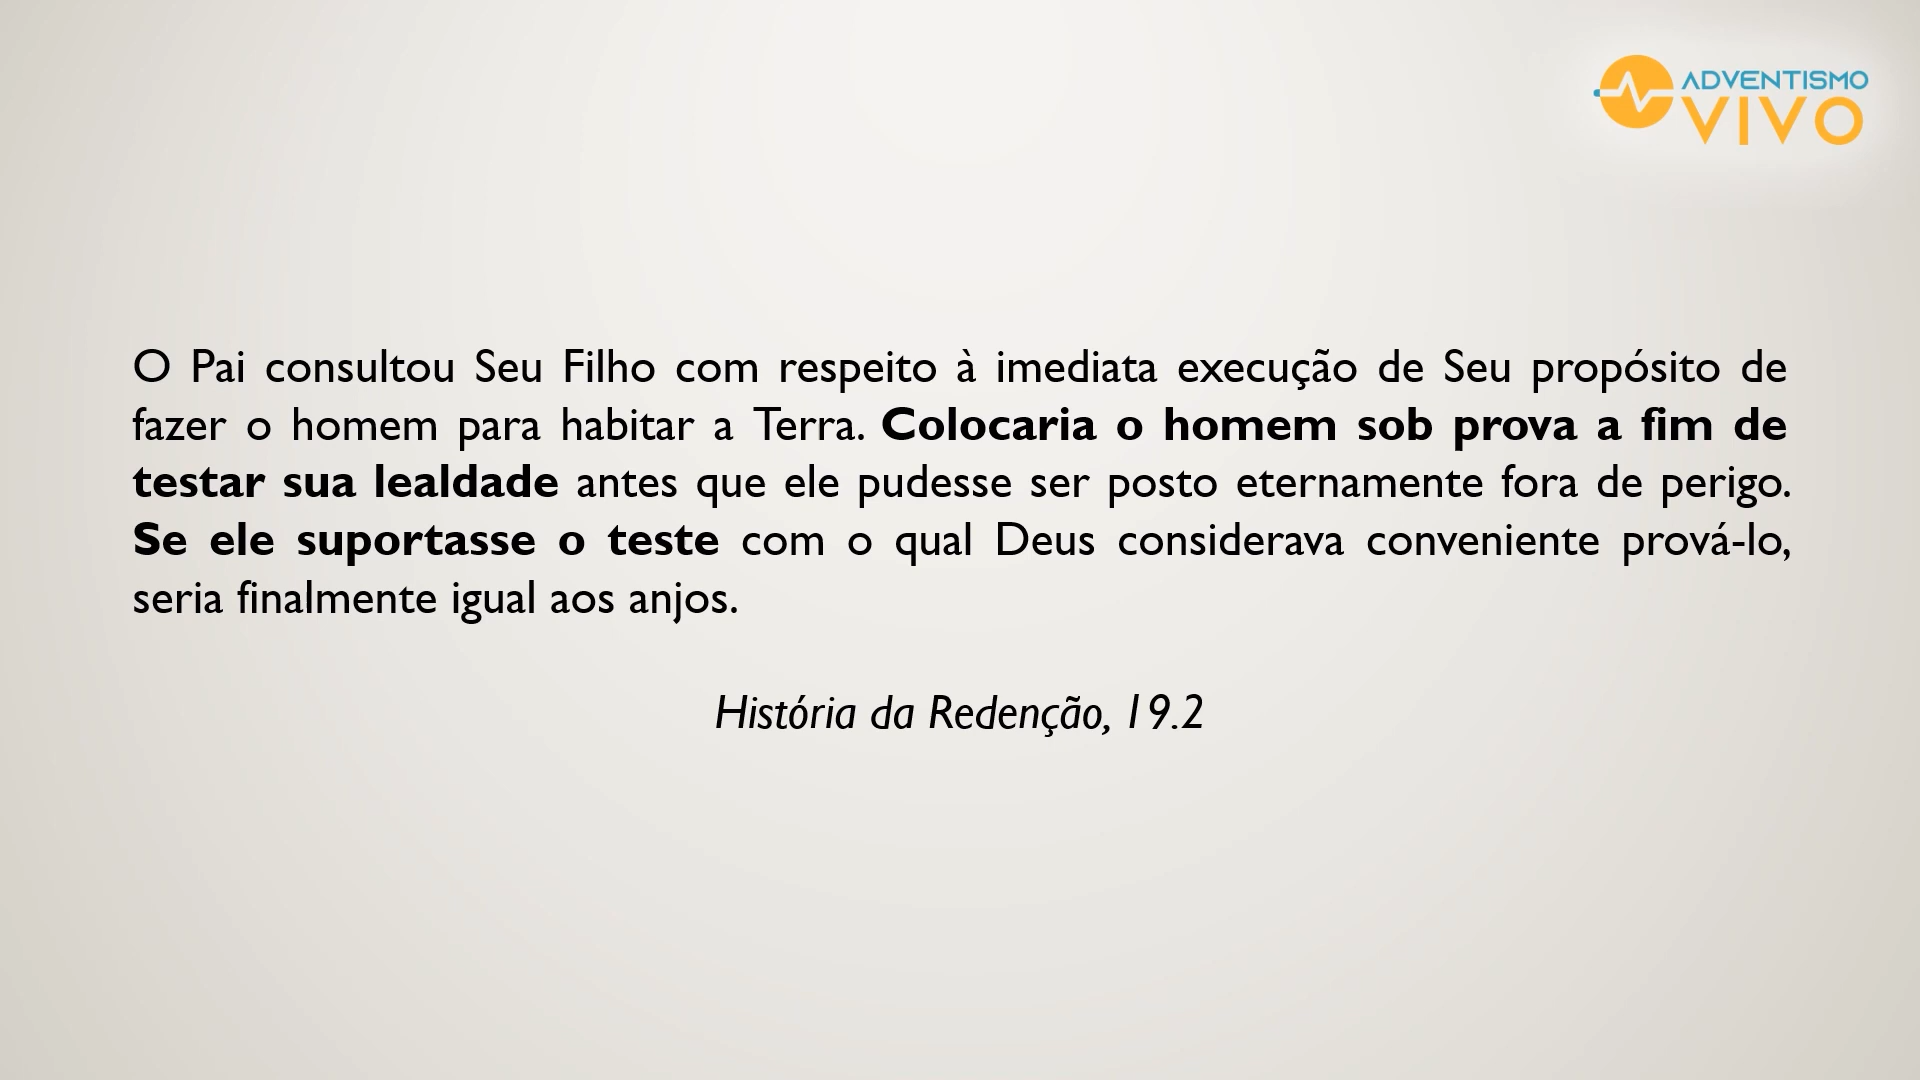 ADVENTISMO
VIVO
O Pai consultou Seu Filho com respeito à imediata execução de Seu propósito de
fazer o homem para habitar a Terra. Colocaria o homem sob prova a fim de
testar sua lealdade antes que ele pudesse ser posto eternamente fora de perigo.
Se ele suportasse o teste com o qual Deus considerava conveniente prová-lo,
seria finalmente igual aos anjos.
História da Redenção, 19.2